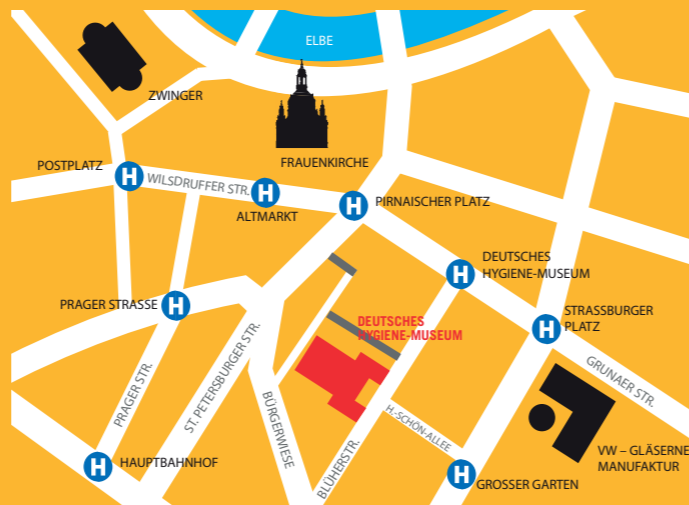 ELBE
ZWINGER
FRAUENKIRCHE
POSTPLATZ
H
WILSDRUFFER STR.
H
ALTMARKT
H
PIRNAISCHER PLATZ
H
DEUTSCHES
HYGIENE-MUSEUM
PRAGER STRASSE
H
H
STRASSBURGER
PLATZ
DEUTSCHES
HYGIENE-MUSEUM
GRUNAER STR.
PRAGER STR.
ST. PETERSBURGER STR.
BÜRGERWIESE
BLÜHERSTR.
H.-SCHÖN-ALLEE
H
HAUPTBAHNHOF
H
GROSSER GARTEN
VW – GLÄSERNE
MANUFAKTUR